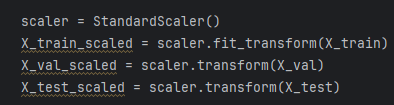 scaler = StandardScaler()
X_train_scaled = scaler.fit_transform(X_train)
X_val_scaled = scaler.transform(X_val)
X_test_scaled = scaler.transform(X_test)